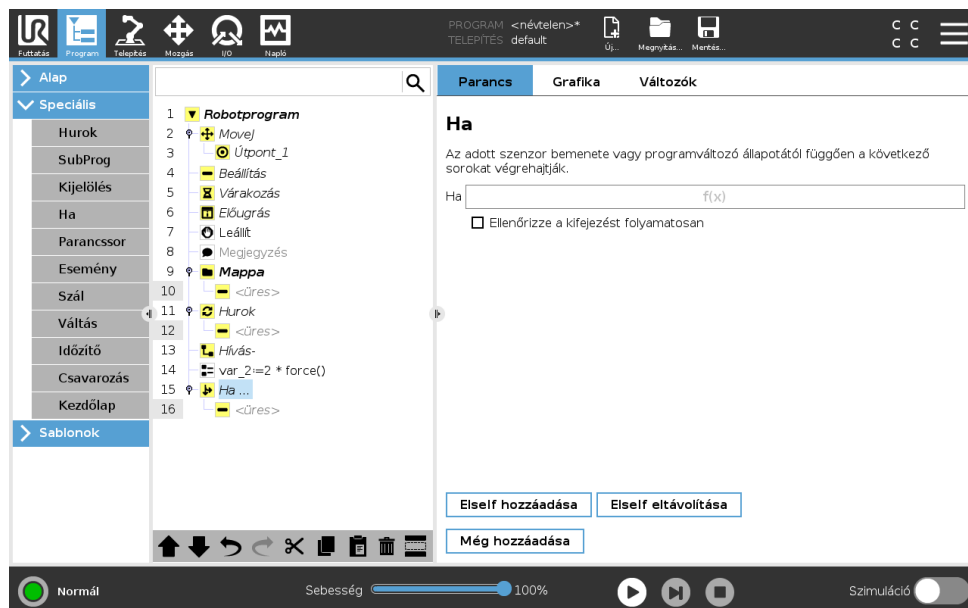 PROGRAM <névtelen>*
TELEPÍTÉS default
Futtatás Program Telepítés Mozgás I/O Napló Új... Megnyitás... Mentés...
C C
C C
Alap
Speciális
Hurok
SubProg
Kijelölés
Ha
Parancssor
Esemény
Szál
Váltás
Időzítő
Csavarozás
Kezdőlap
Sablonok
1 Robotprogram
2 MoveJ
3 Útpont_1
4 Beállítás
5 Várakozás
6 Előugrás
7 Leállít
8 Megjegyzés
9 Mappa
10 <üres>
11 Hurok
12 <üres>
13 Hívás-
14 var_2:=2 * force()
15 Ha ...
16 <üres>
Parancs Grafika Változók
Ha
Az adott szenzor bemenete vagy programváltozó állapotától függően a következő
sorokat végrehajtják.
Ha f(x)
Ellenőrizze a kifejezést folyamatosan
ElseIf hozzáadása ElseIf eltávolítása
Még hozzáadása
Normál Sebesség 100% Szimuláció